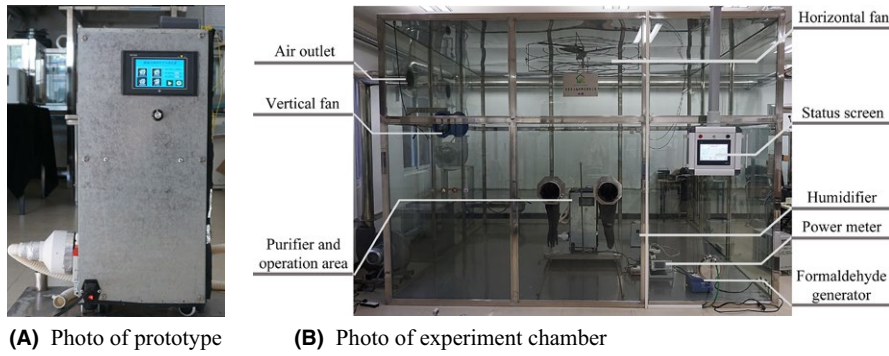 Air outlet
Vertical fan
Purifier and
operation area
Horizontal fan
Status screen
Humidifier
Power meter
Formaldehyde
generator
(A) Photo of prototype
(B) Photo of experiment chamber